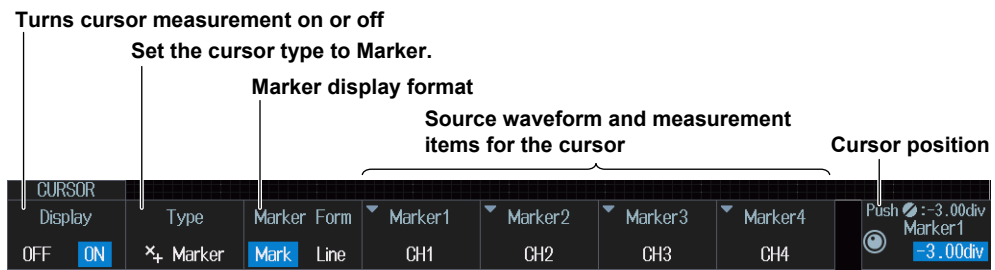 Turns cursor measurement on or off
Set the cursor type to Marker.
Marker display format
Source waveform and measurement
items for the cursor
Cursor position
CURSOR
Display Type Marker Form Marker1 Marker2 Marker3 Marker4 Push :-3.00div
Marker1
OFF ON Marker Mark Line CH1 CH2 CH3 CH4 -3.00div